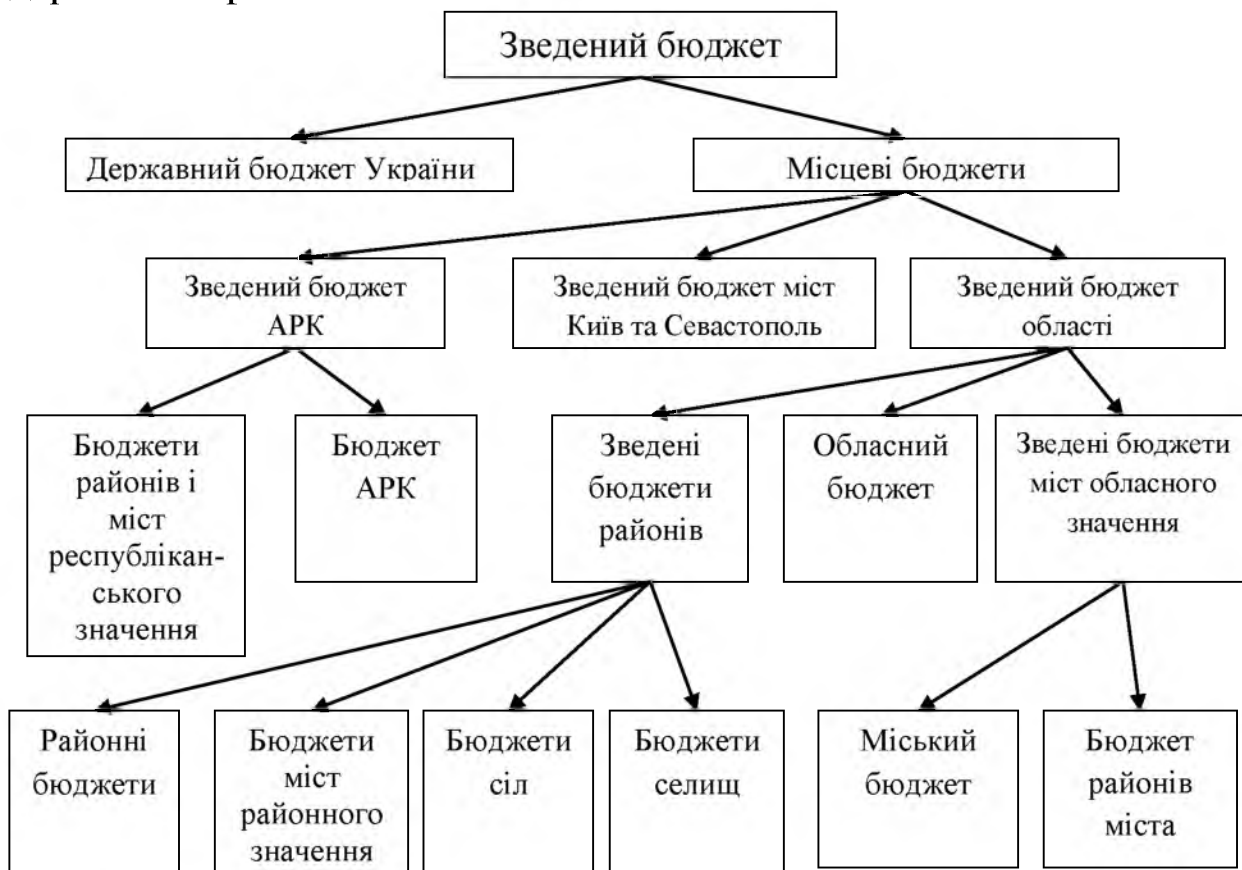 Зведений бюджет
Державний бюджет України
Місцеві бюджети
Зведений бюджет
АРК
Зведений бюджет міст
Київ та Севастополь
Зведений бюджет
області
Бюджети
районів і
міст
республікан-
ського
значення
Бюджет
АРК
Зведені
бюджети
районів
Обласний
бюджет
Зведені бюджети
міст обласного
значення
Районні
бюджети
Бюджети
міст
районного
значення
Бюджети
сіл
Бюджети
селищ
Міський
бюджет
Бюджет
районів
міста